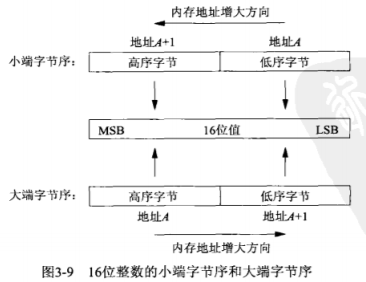 内存地址增大方向
地址A+1 地址A
小端字节序： 高序字节 低序字节
MSB 16位值 LSB
大端字节序： 高序字节 低序字节
地址A 地址A+1
内存地址增大方向
图3-9 16位整数的小端字节序和大端字节序